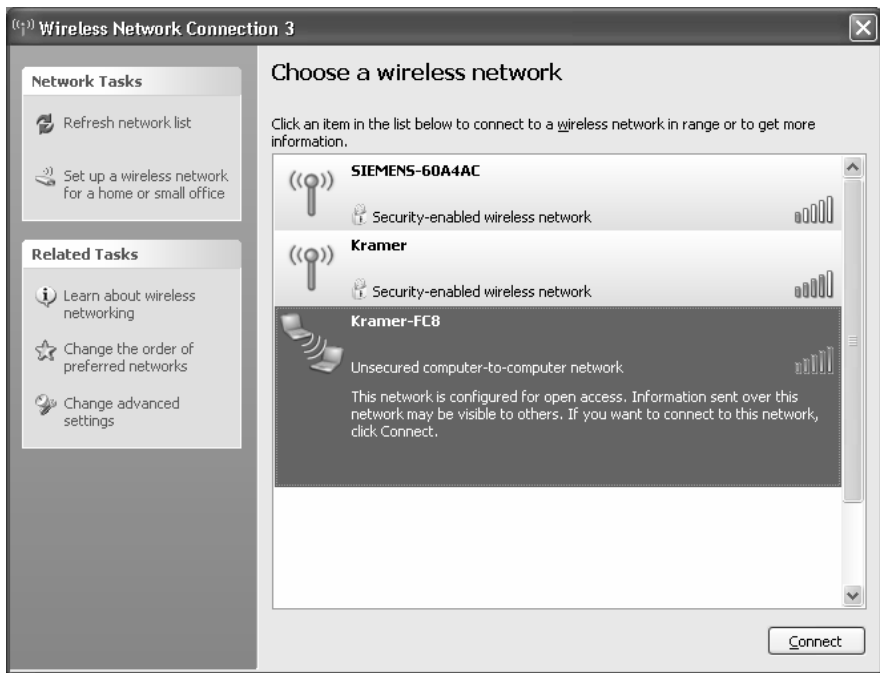 Wireless Network Connection 3
Network Tasks
Refresh network list
Set up a wireless network
for a home or small office
Related Tasks
Learn about wireless
networking
Change the order of
preferred networks
Change advanced
settings
Choose a wireless network
Click an item in the list below to connect to a wireless network in range or to get more
information.
SIEMENS-60A4AC
Security-enabled wireless network
Kramer
Security-enabled wireless network
Kramer-FC8
Unsecured computer-to-computer network
This network is configured for open access. Information sent over this
network may be visible to others. If you want to connect to this network,
click Connect.
Connect